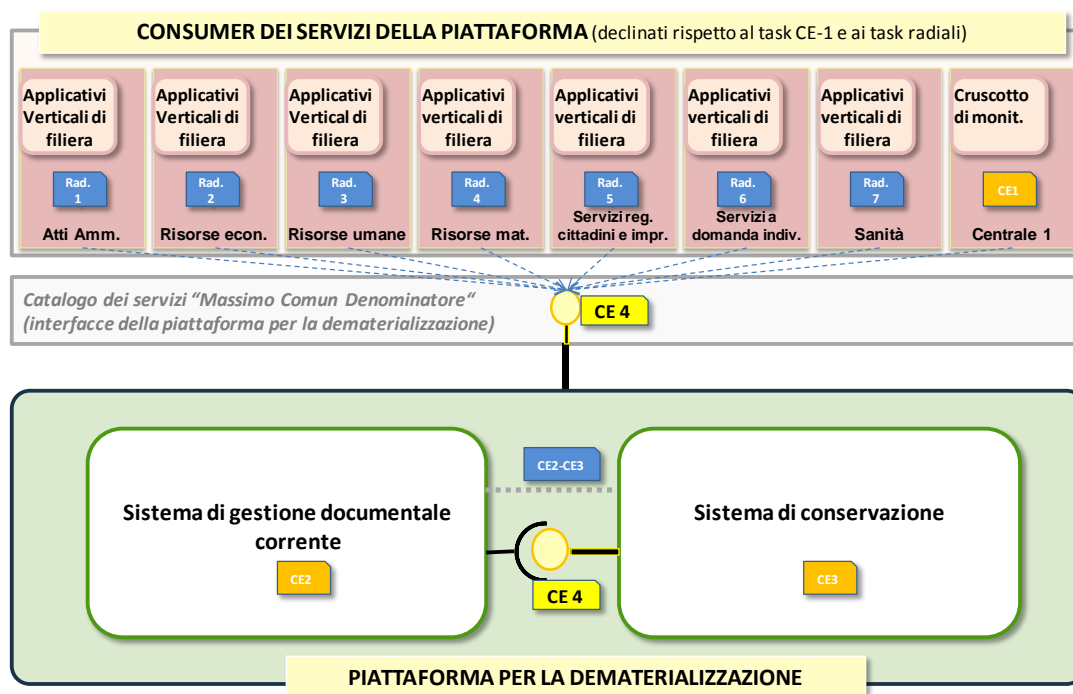 CONSUMER DEI SERVIZI DELLA PIATTAFORMA (declinati rispetto al task CE-1 e ai task radiali)
Applicativi
Verticali di
filiera
Rad.
1
Atti Amm.
Applicativi
Verticali di
filiera
Rad.
2
Risorse econ.
Applicativi
Vertical di
filiera
Rad.
3
Risorse umane
Applicativi
verticali di
filiera
Rad.
4
Risorse mat.
Applicativi
verticali di
filiera
Rad.
5
Servizi reg.
cittadini e impr.
Applicativi
verticali di
filiera
Rad.
6
Servizi a
domanda indiv.
Applicativi
verticali di
filiera
Rad.
7
Sanità
Cruscotto
di monit.
CE1
Centrale 1
Catalogo dei servizi “Massimo Comun Denominatore“
(interfacce della piattaforma per la dematerializzazione)
CE 4
CE2-CE3
Sistema di gestione documentale
corrente
CE2
CE 4
Sistema di conservazione
CE3
PIATTAFORMA PER LA DEMATERIALIZZAZIONE